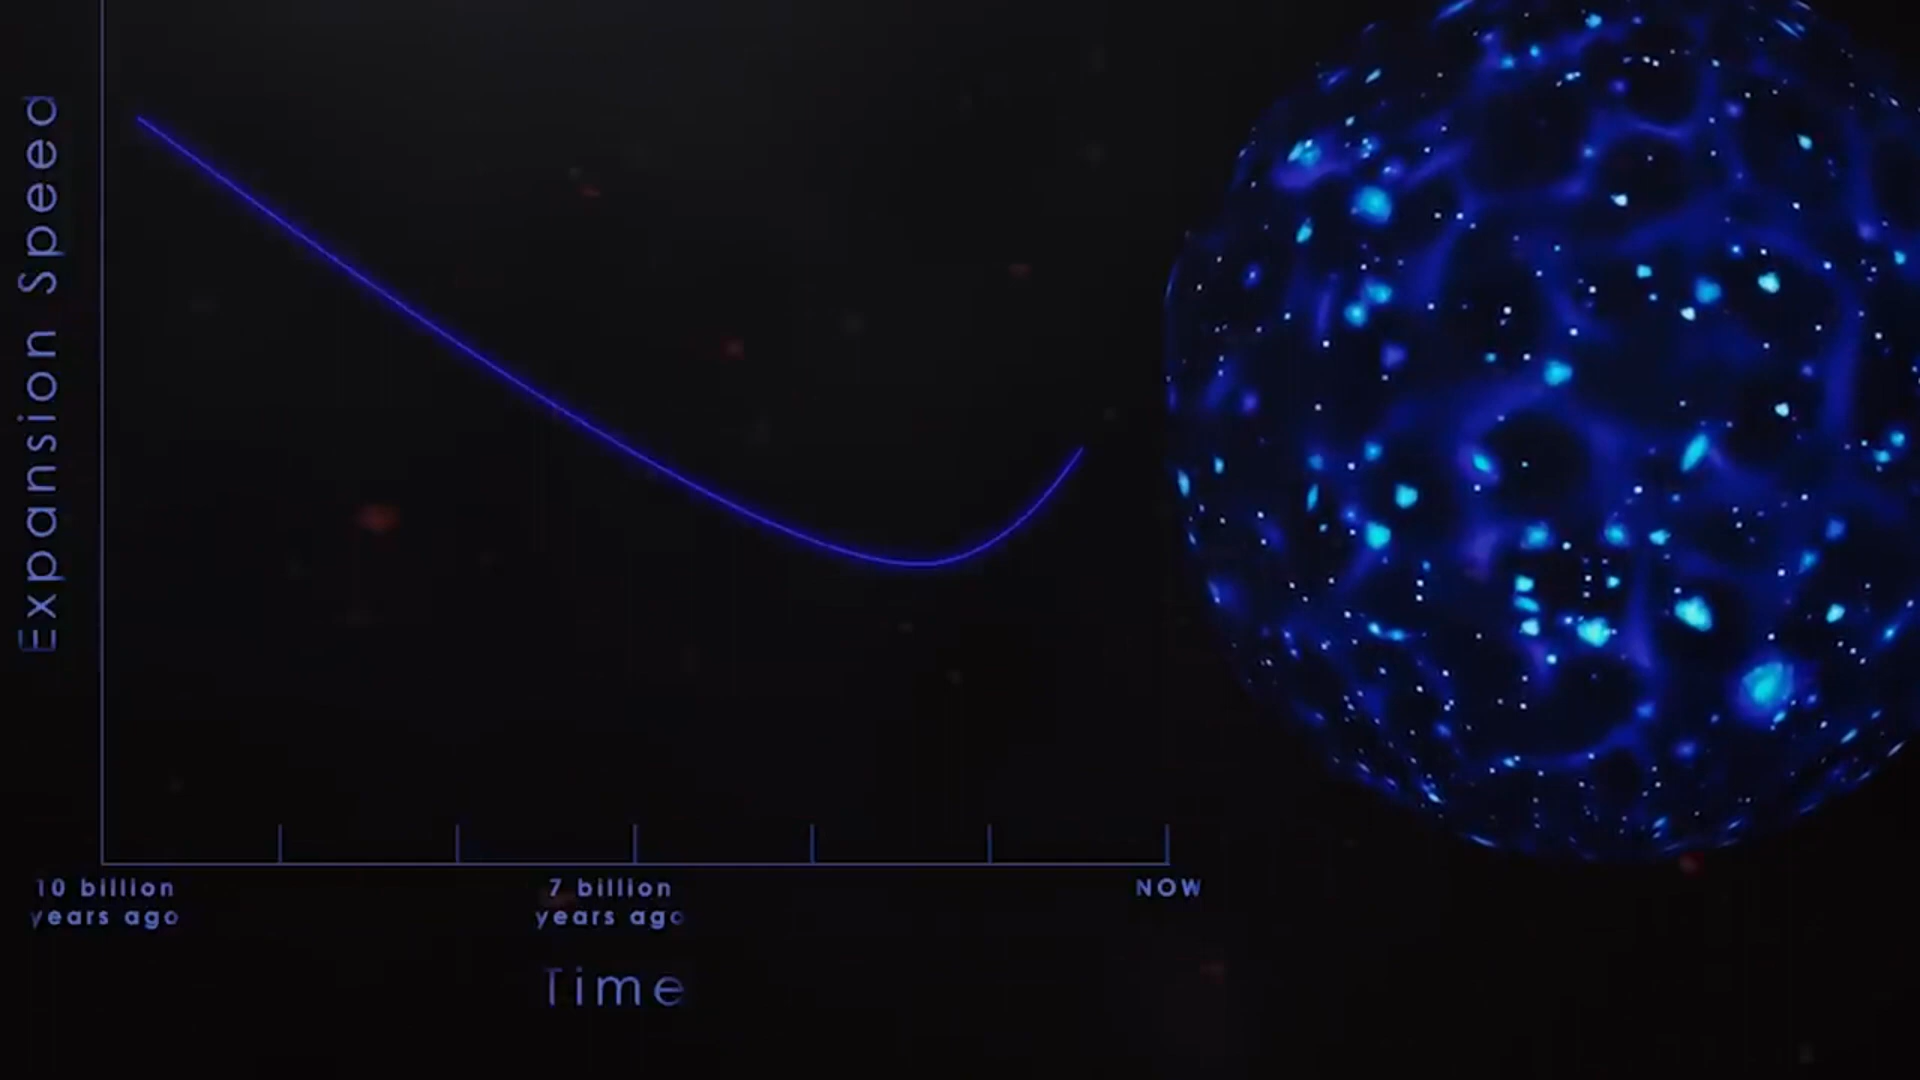 Expansion Speed
10 billion
years ago
7 billion
years ago
NOW
Time